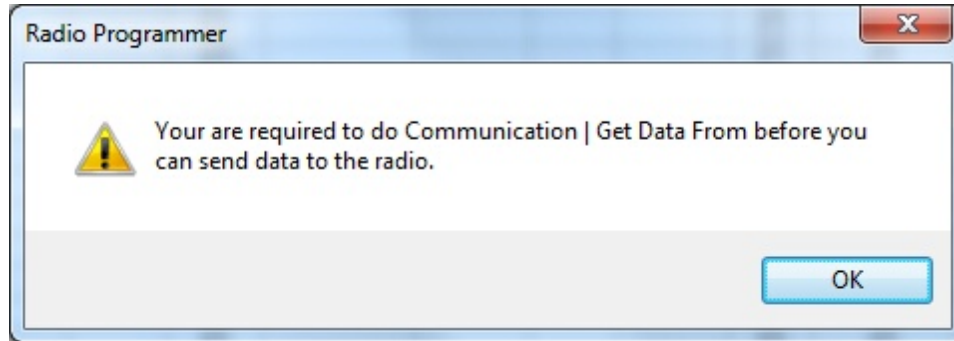 Radio Programmer
Your are required to do Communication | Get Data From before you
can send data to the radio.
OK